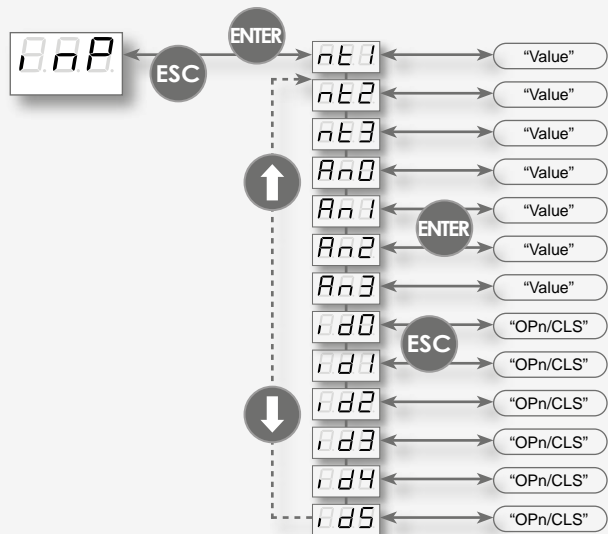 ENTER
inP
ESC
nt1 "Value"
nt2 "Value"
nt3 "Value"
An0 "Value"
An1 "Value"
ENTER
An2 "Value"
An3 "Value"
id0 "OPn/CLS"
ESC
id1 "OPn/CLS"
id2 "OPn/CLS"
id3 "OPn/CLS"
id4 "OPn/CLS"
id5 "OPn/CLS"